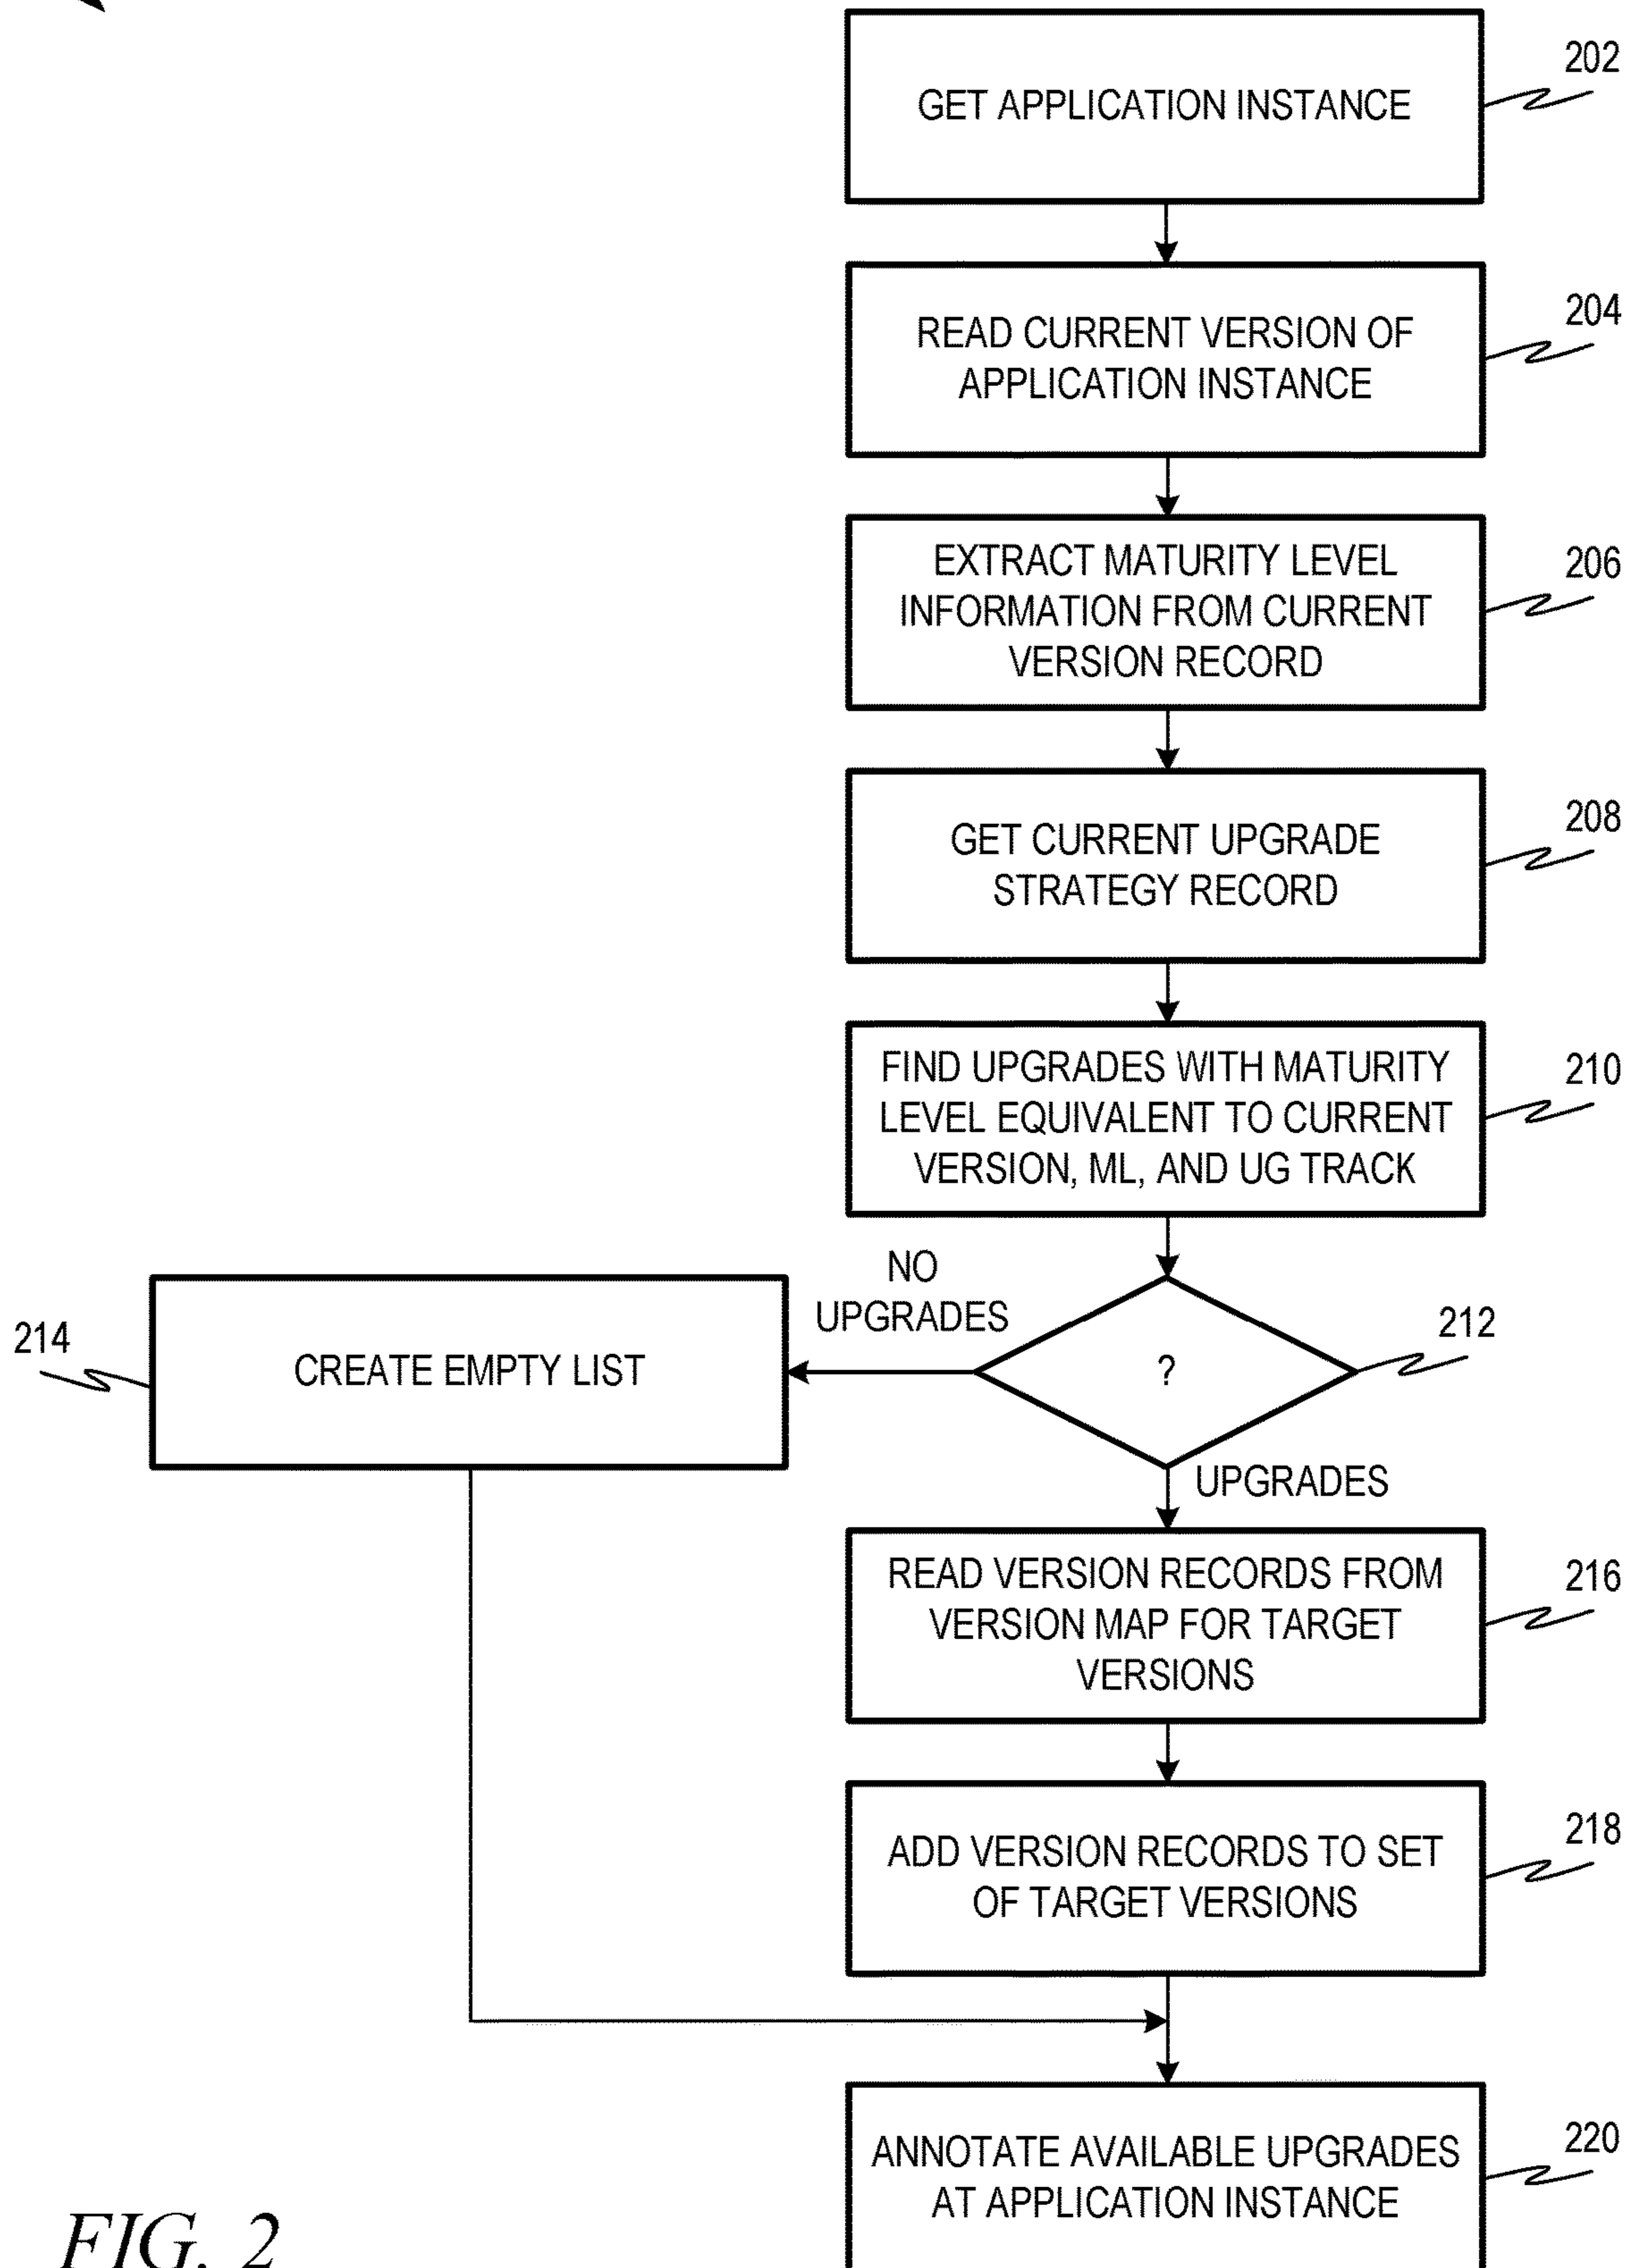 GET APPLICATION INSTANCE
202
READ CURRENT VERSION OF
APPLICATION INSTANCE
204
EXTRACT MATURITY LEVEL
INFORMATION FROM CURRENT
VERSION RECORD
206
GET CURRENT UPGRADE
STRATEGY RECORD
208
FIND UPGRADES WITH MATURITY
LEVEL EQUIVALENT TO CURRENT
VERSION, ML, AND UG TRACK
210
NO
UPGRADES
?
212
214
CREATE EMPTY LIST
UPGRADES
READ VERSION RECORDS FROM
VERSION MAP FOR TARGET
VERSIONS
216
ADD VERSION RECORDS TO SET
OF TARGET VERSIONS
218
ANNOTATE AVAILABLE UPGRADES
AT APPLICATION INSTANCE
220
FIG. 2